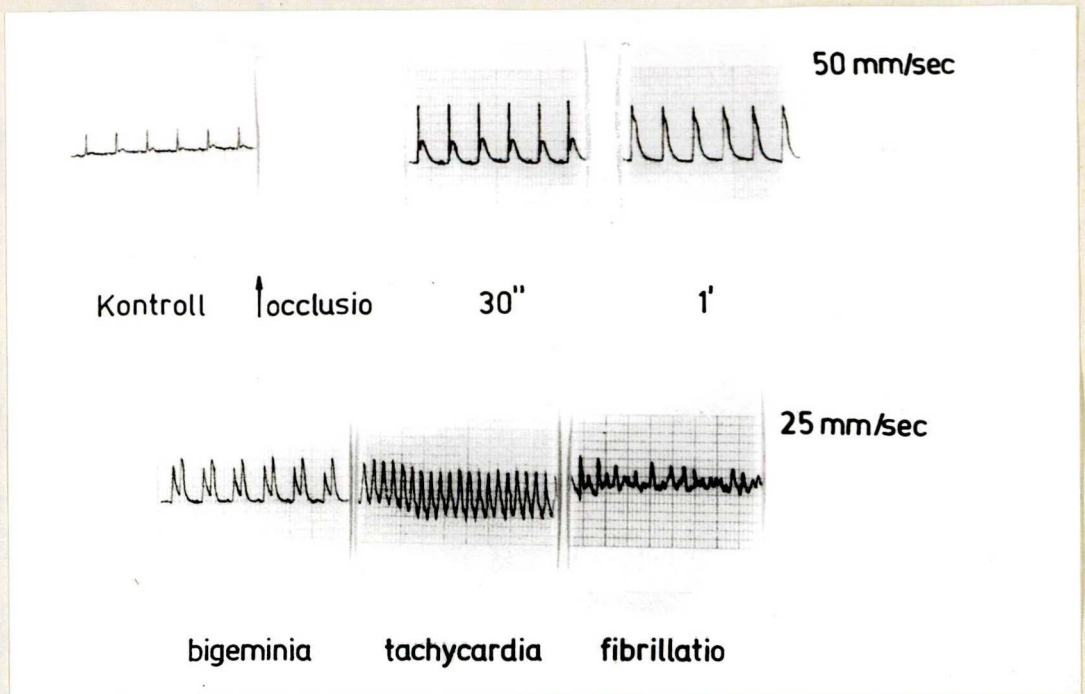 50 mm/sec
Kontroll ↑occlusio 30" 1'
25 mm/sec
bigeminia tachycardia fibrillatio